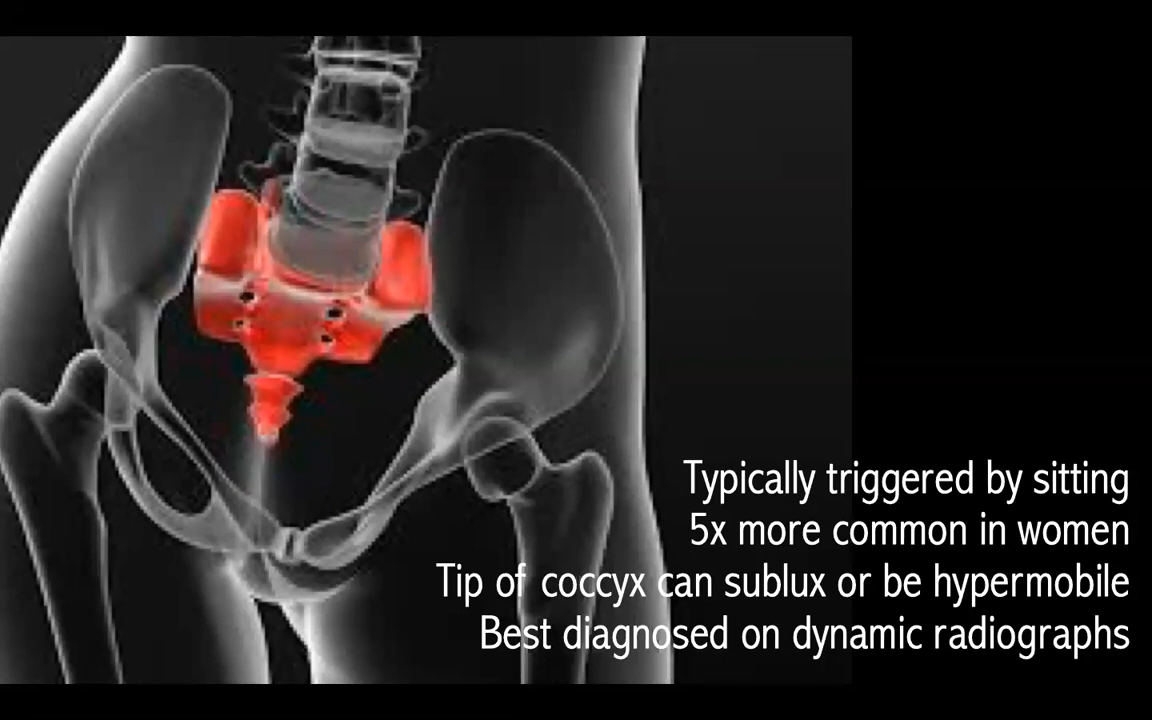 Typically triggered by sitting
5x more common in women
Tip of coccyx can sublux or be hypermobile
Best diagnosed on dynamic radiographs